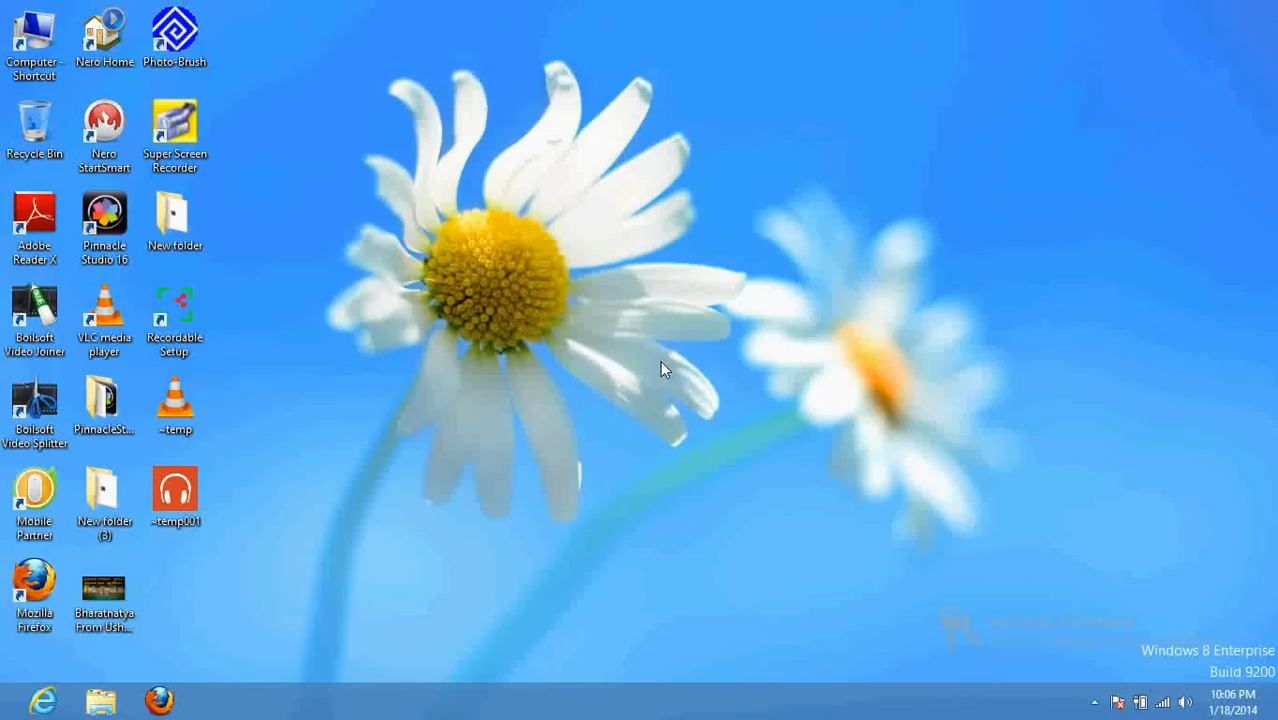 Computer -
Shortcut
Nero Home
Photo-Brush
Recycle Bin
Nero
StartSmart
Super Screen
Recorder
Adobe
Reader X
Pinnacle
Studio 16
New folder
Boilsoft
Video Joiner
VLC media
player
Recordable
Setup
Boilsoft
Video Splitter
PinnacleSt...
~temp
Mobile
Partner
New folder
(3)
~temp001
Mozilla
Firefox
Bharatnatya
From Ush...
Windows 8 Enterprise
Build 9200
10:06 PM
1/18/2014